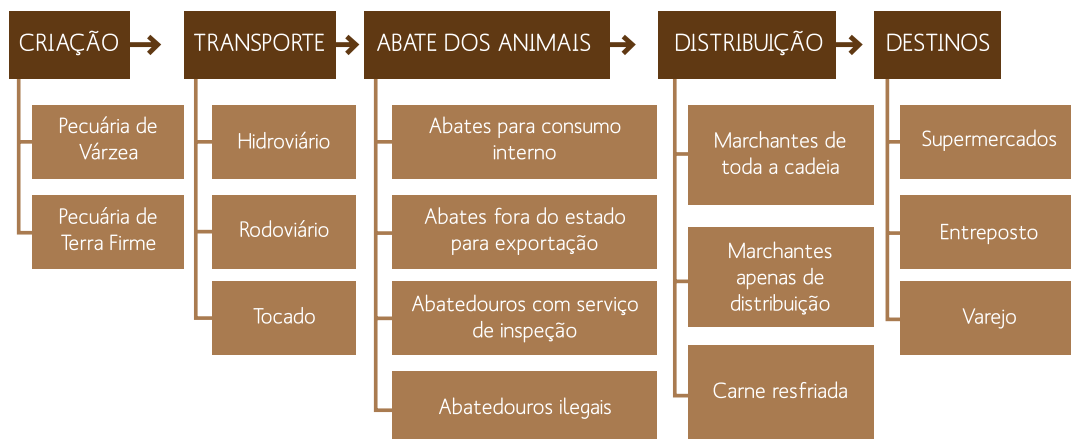 CRIAÇÃO
Pecuária de
Várzea
Pecuária de
Terra Firme
TRANSPORTE
Hidroviário
Rodoviário
Tocado
ABATE DOS ANIMAIS
Abates para consumo
interno
Abates fora do estado
para exportação
Abatedouros com serviço
de inspeção
Abatedouros ilegais
DISTRIBUIÇÃO
Marchantes de
toda a cadeia
Marchantes
apenas de
distribuição
Carne resfriada
DESTINOS
Supermercados
Entreposto
Varejo